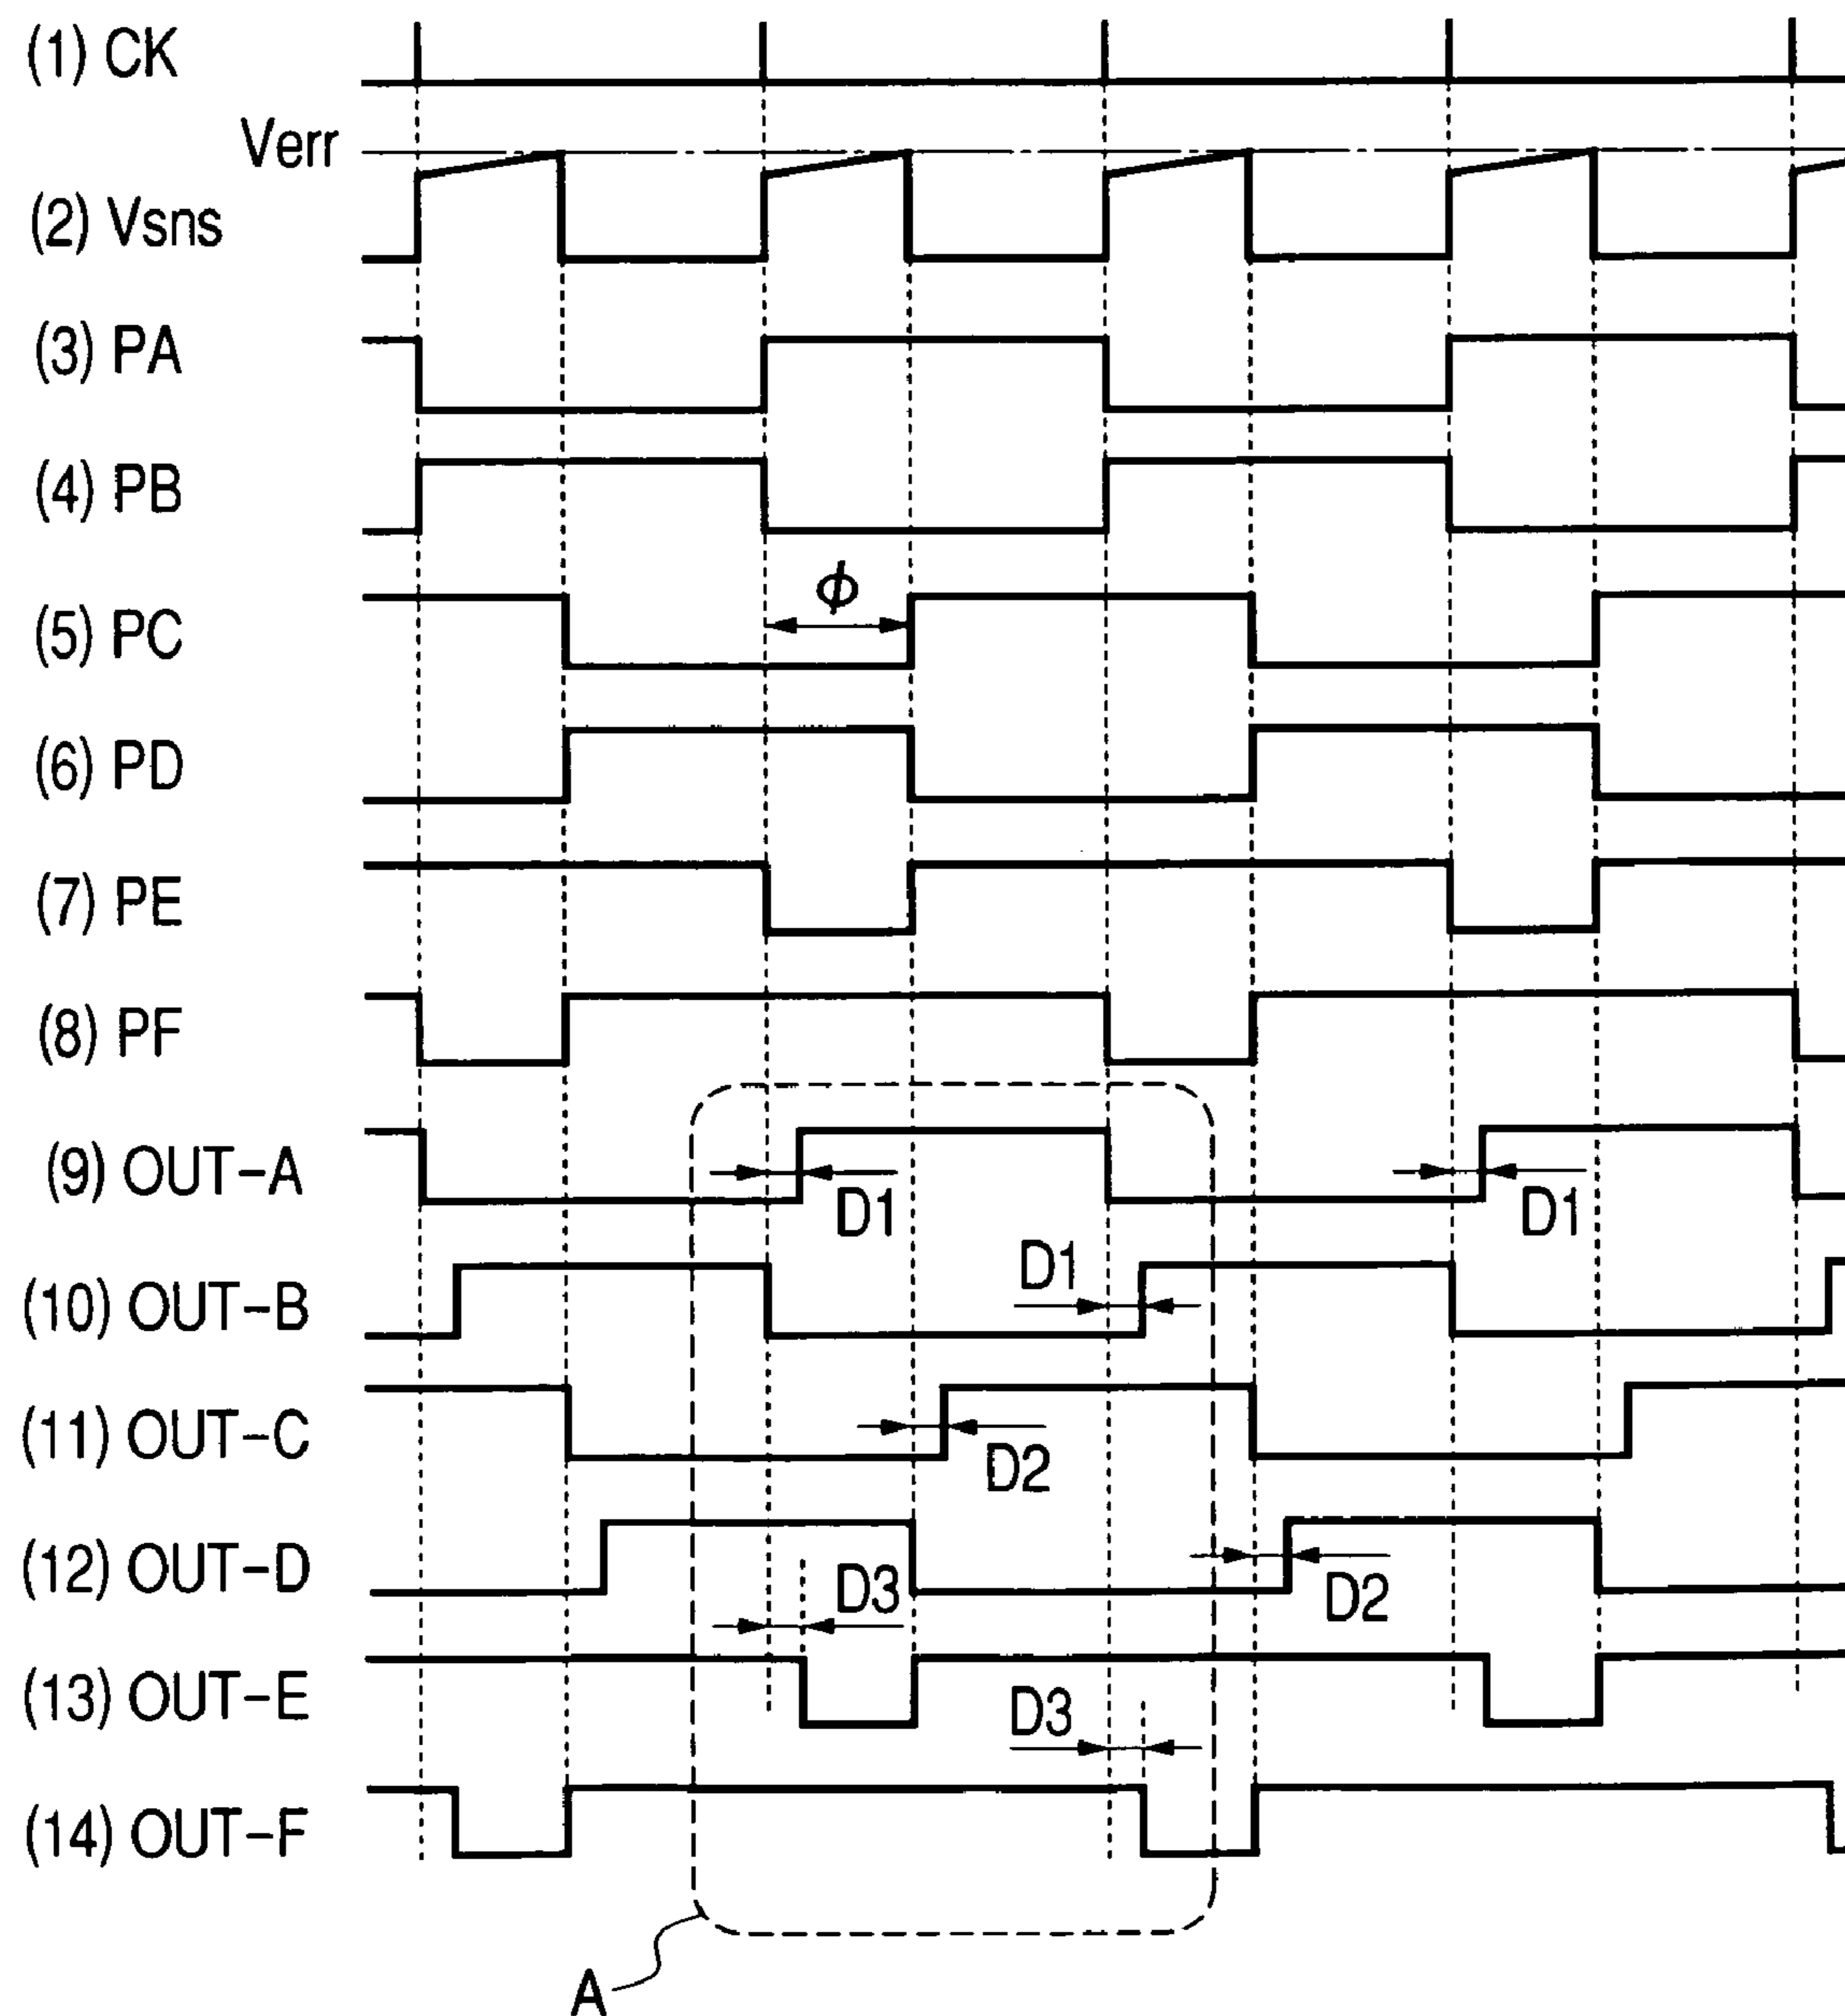 (1) CK
Verr
(2) Vsns
(3) PA
(4) PB
ϕ
(5) PC
(6) PD
(7) PE
(8) PF
(9) OUT-A
D1
D1
D1
(10) OUT-B
(11) OUT-C
D2
(12) OUT-D
D3
D2
(13) OUT-E
D3
(14) OUT-F
A